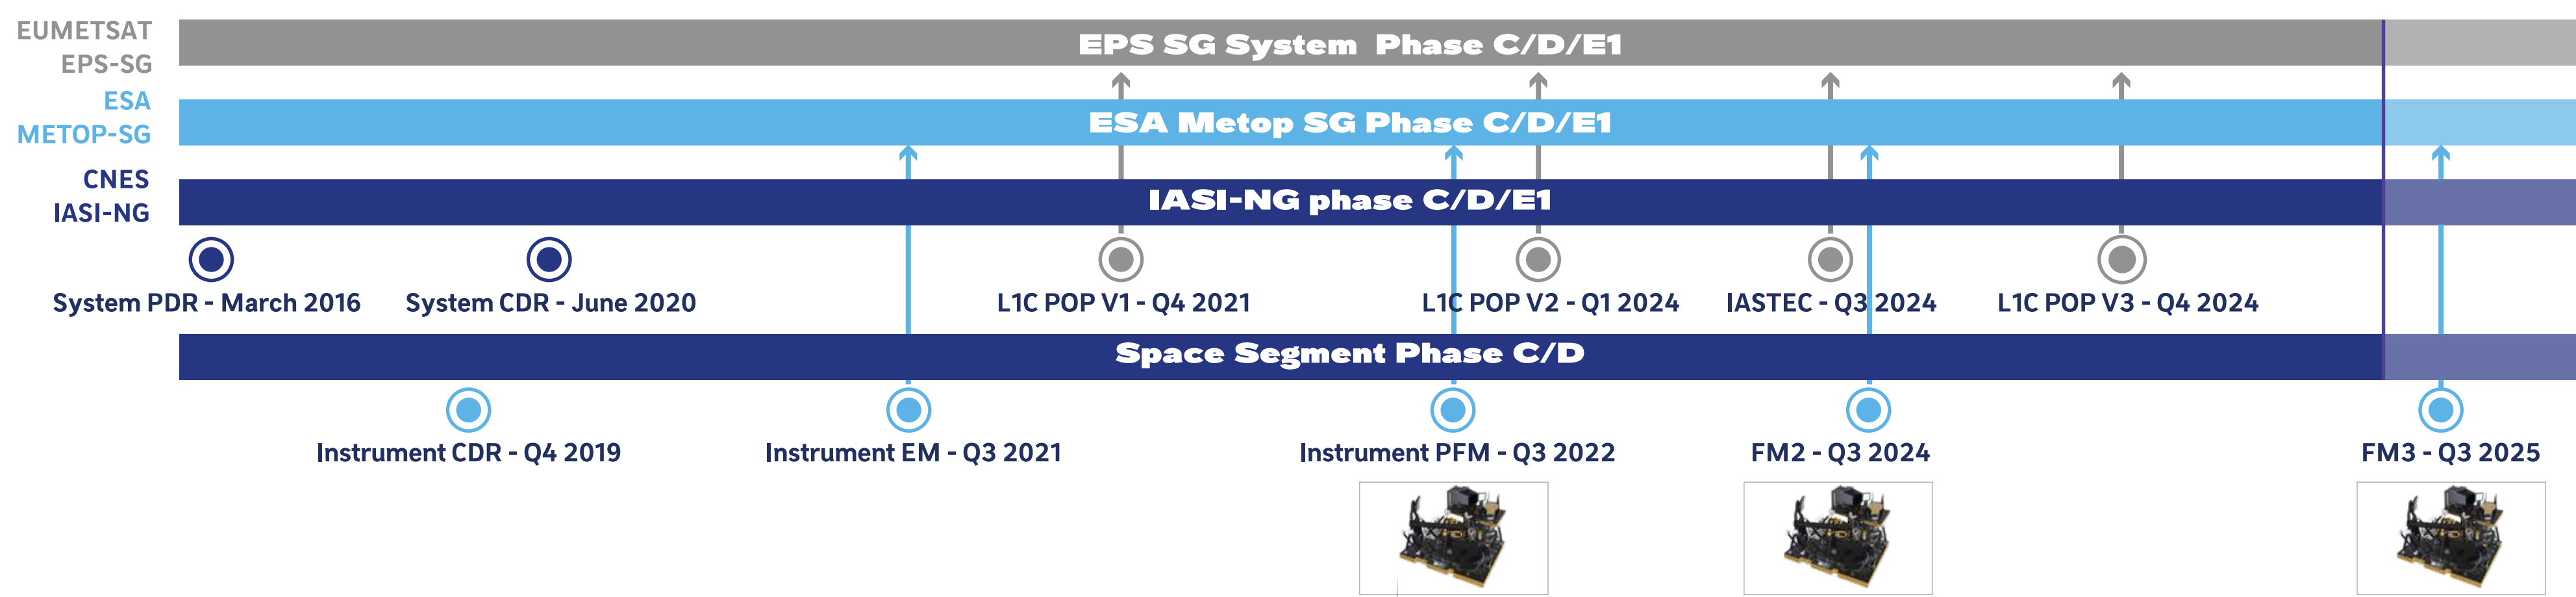 EUMETSAT
EPS-SG
EPS SG System Phase C/D/E1
ESA
METOP-SG
ESA Metop SG Phase C/D/E1
CNES
IASI-NG
IASI-NG phase C/D/E1
System PDR - March 2016
System CDR - June 2020
L1C POP V1 - Q4 2021
L1C POP V2 - Q1 2024
IASTEC - Q3 2024
L1C POP V3 - Q4 2024
Space Segment Phase C/D
Instrument CDR - Q4 2019
Instrument EM - Q3 2021
Instrument PFM - Q3 2022
FM2 - Q3 2024
FM3 - Q3 2025